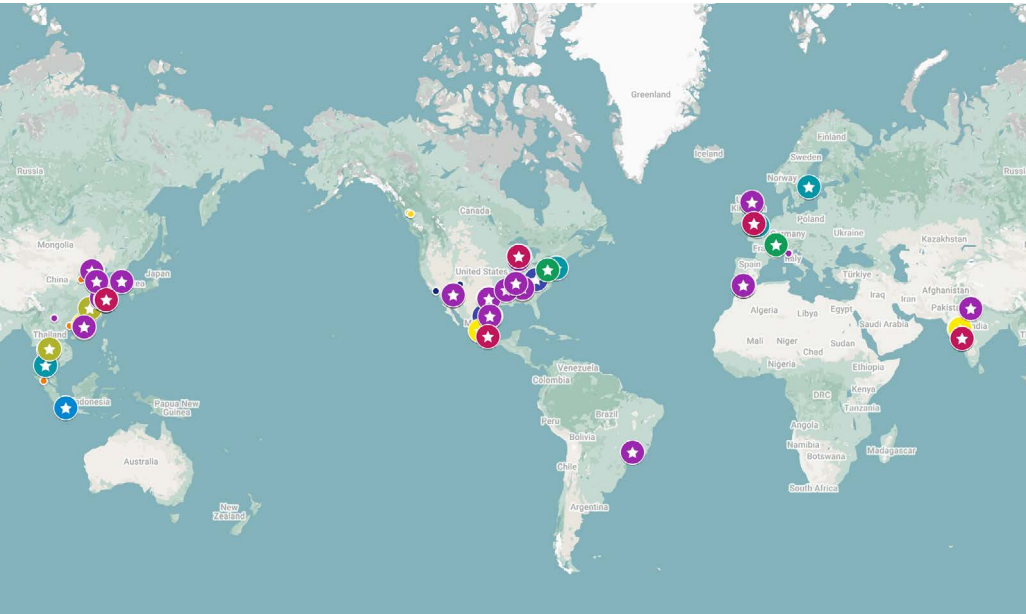 Greenland
Iceland
Finland
Sweden
Norway
Russia
Canada
Poland
Ukraine
Kazakhstan
Mongolia
China
Japan
United States
Spain
Italy
Türkiye
Afghanistan
Iraq
Iran
Algeria
Libya
Egypt
Saudi Arabia
Thailand
Mali
Niger
Chad
Sudan
Nigeria
Ethiopia
Venezuela
Colombia
DRC
Kenya
Tanzania
Papua New
Guinea
Peru
Brazil
Bolivia
Angola
Namibia
Botswana
Madagascar
Australia
Chile
South Africa
Argentina
New
Zealand